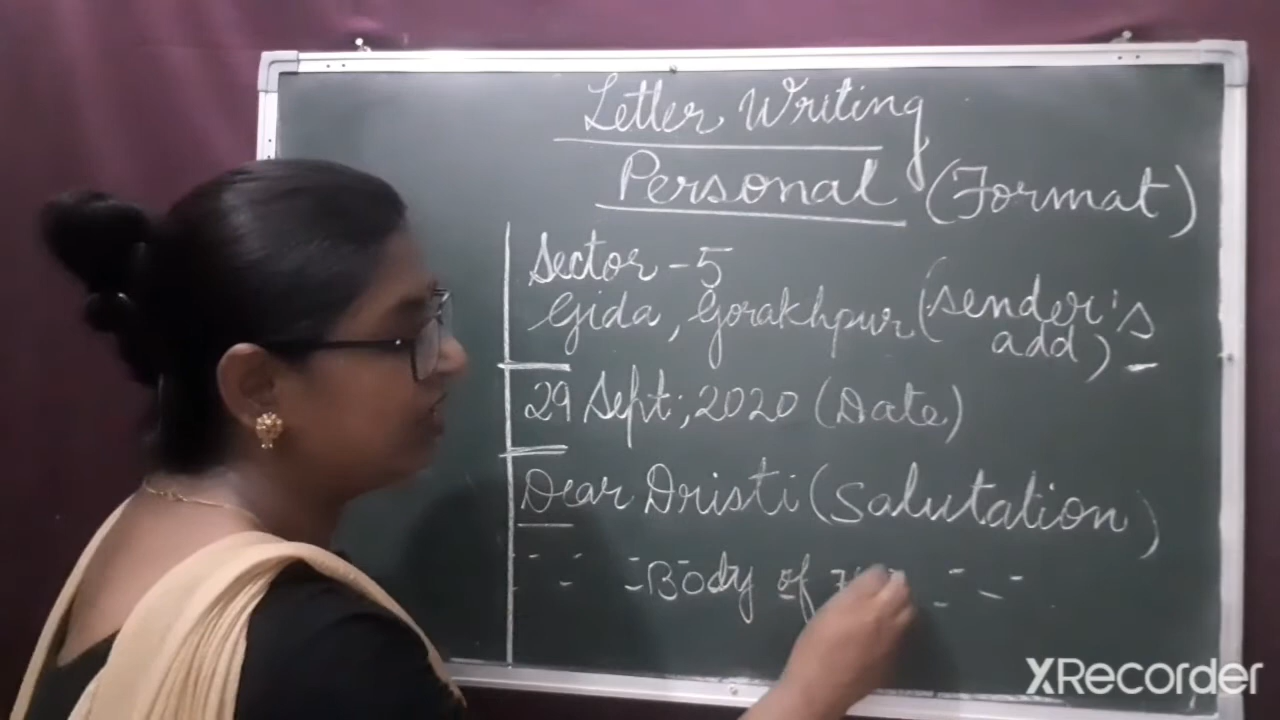 Letter Writing
Personal (Format)
Sector - 5
Gida, Gorakhpur (sender's
add) -
29 Sept; 2020 (Date)
Dear Dristi (Salutation)
Body of
XRecorder